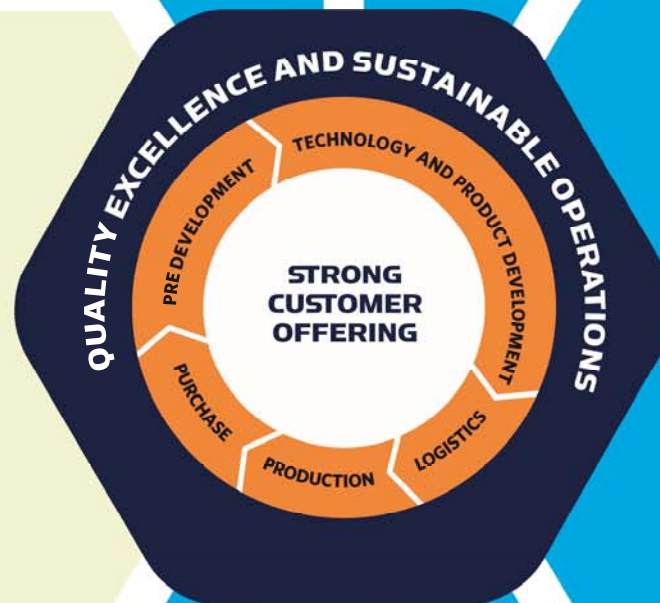 QUALITY EXCELLENCE AND SUSTAINABLE OPERATIONS
PRE DEVELOPMENT
TECHNOLOGY AND PRODUCT DEVELOPMENT
STRONG
CUSTOMER
OFFERING
PURCHASE
PRODUCTION
LOGISTICS